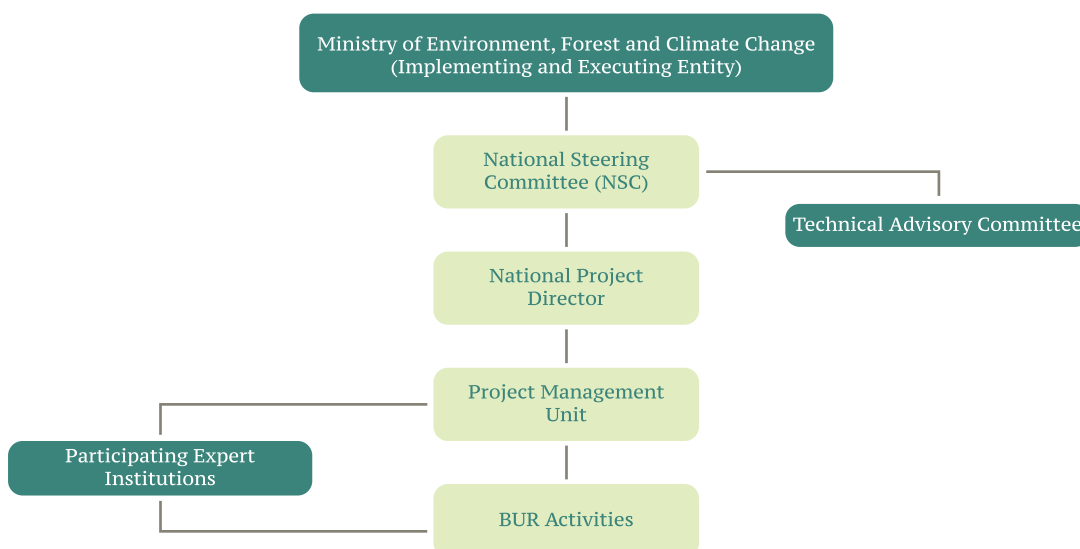 Ministry of Environment, Forest and Climate Change
(Implementing and Executing Entity)
National Steering
Committee (NSC)
Technical Advisory Committee
National Project
Director
Project Management
Unit
Participating Expert
Institutions
BUR Activities